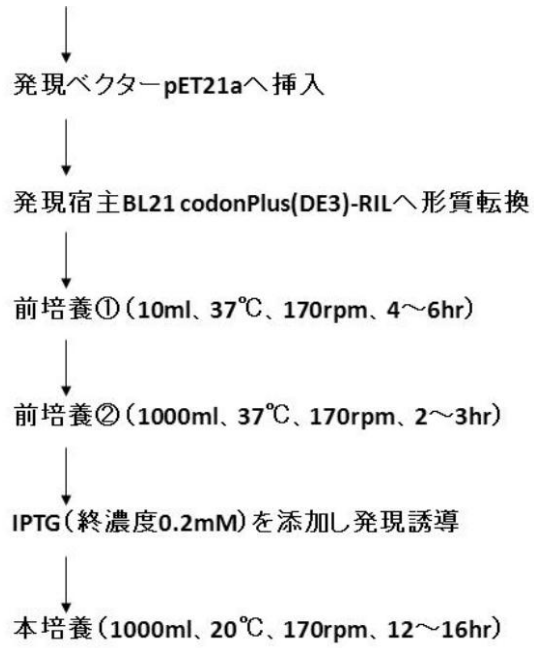 発現ベクターpET21aへ挿入
発現宿主BL21 codonPlus(DE3)-RILへ形質転換
前培養①(10ml、37℃、170rpm、4～6hr)
前培養②(1000ml、37℃、170rpm、2～3hr)
IPTG(終濃度0.2mM)を添加し発現誘導
本培養(1000ml、20℃、170rpm、12～16hr)